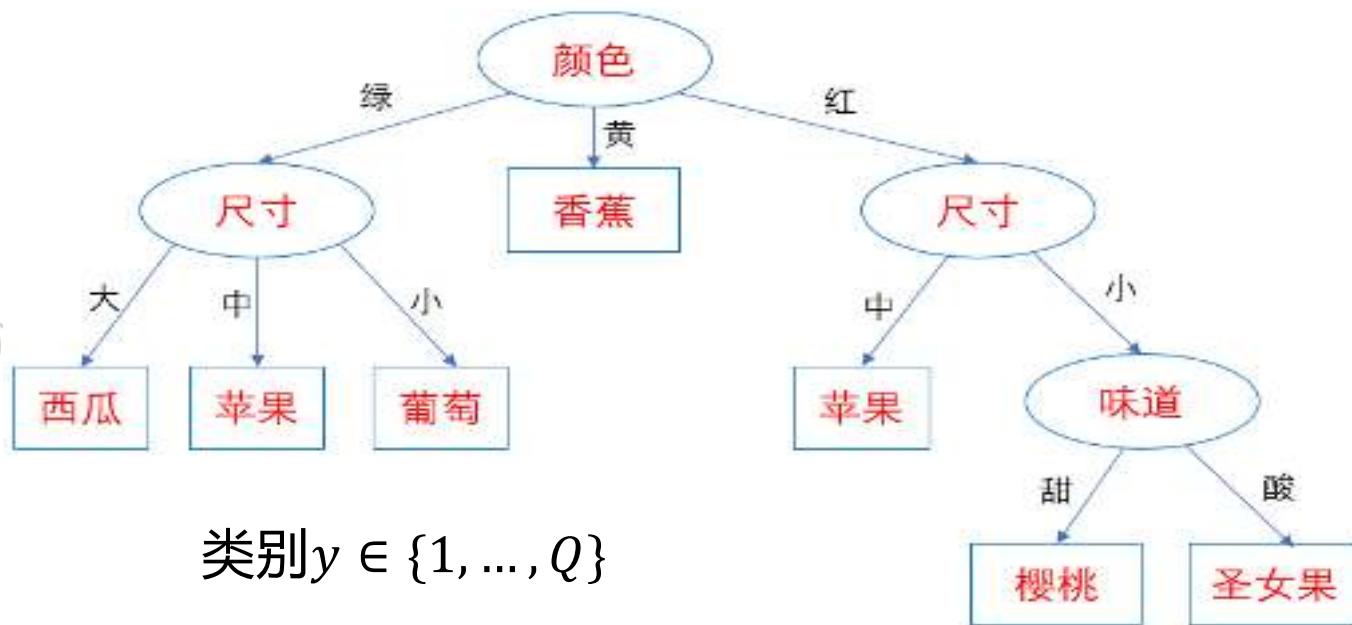 颜色
绿
黄
红
尺寸
香蕉
尺寸
大
中
小
中
小
西瓜
苹果
葡萄
苹果
味道
甜
酸
类别y ∈ {1, … , Q}
樱桃
圣女果